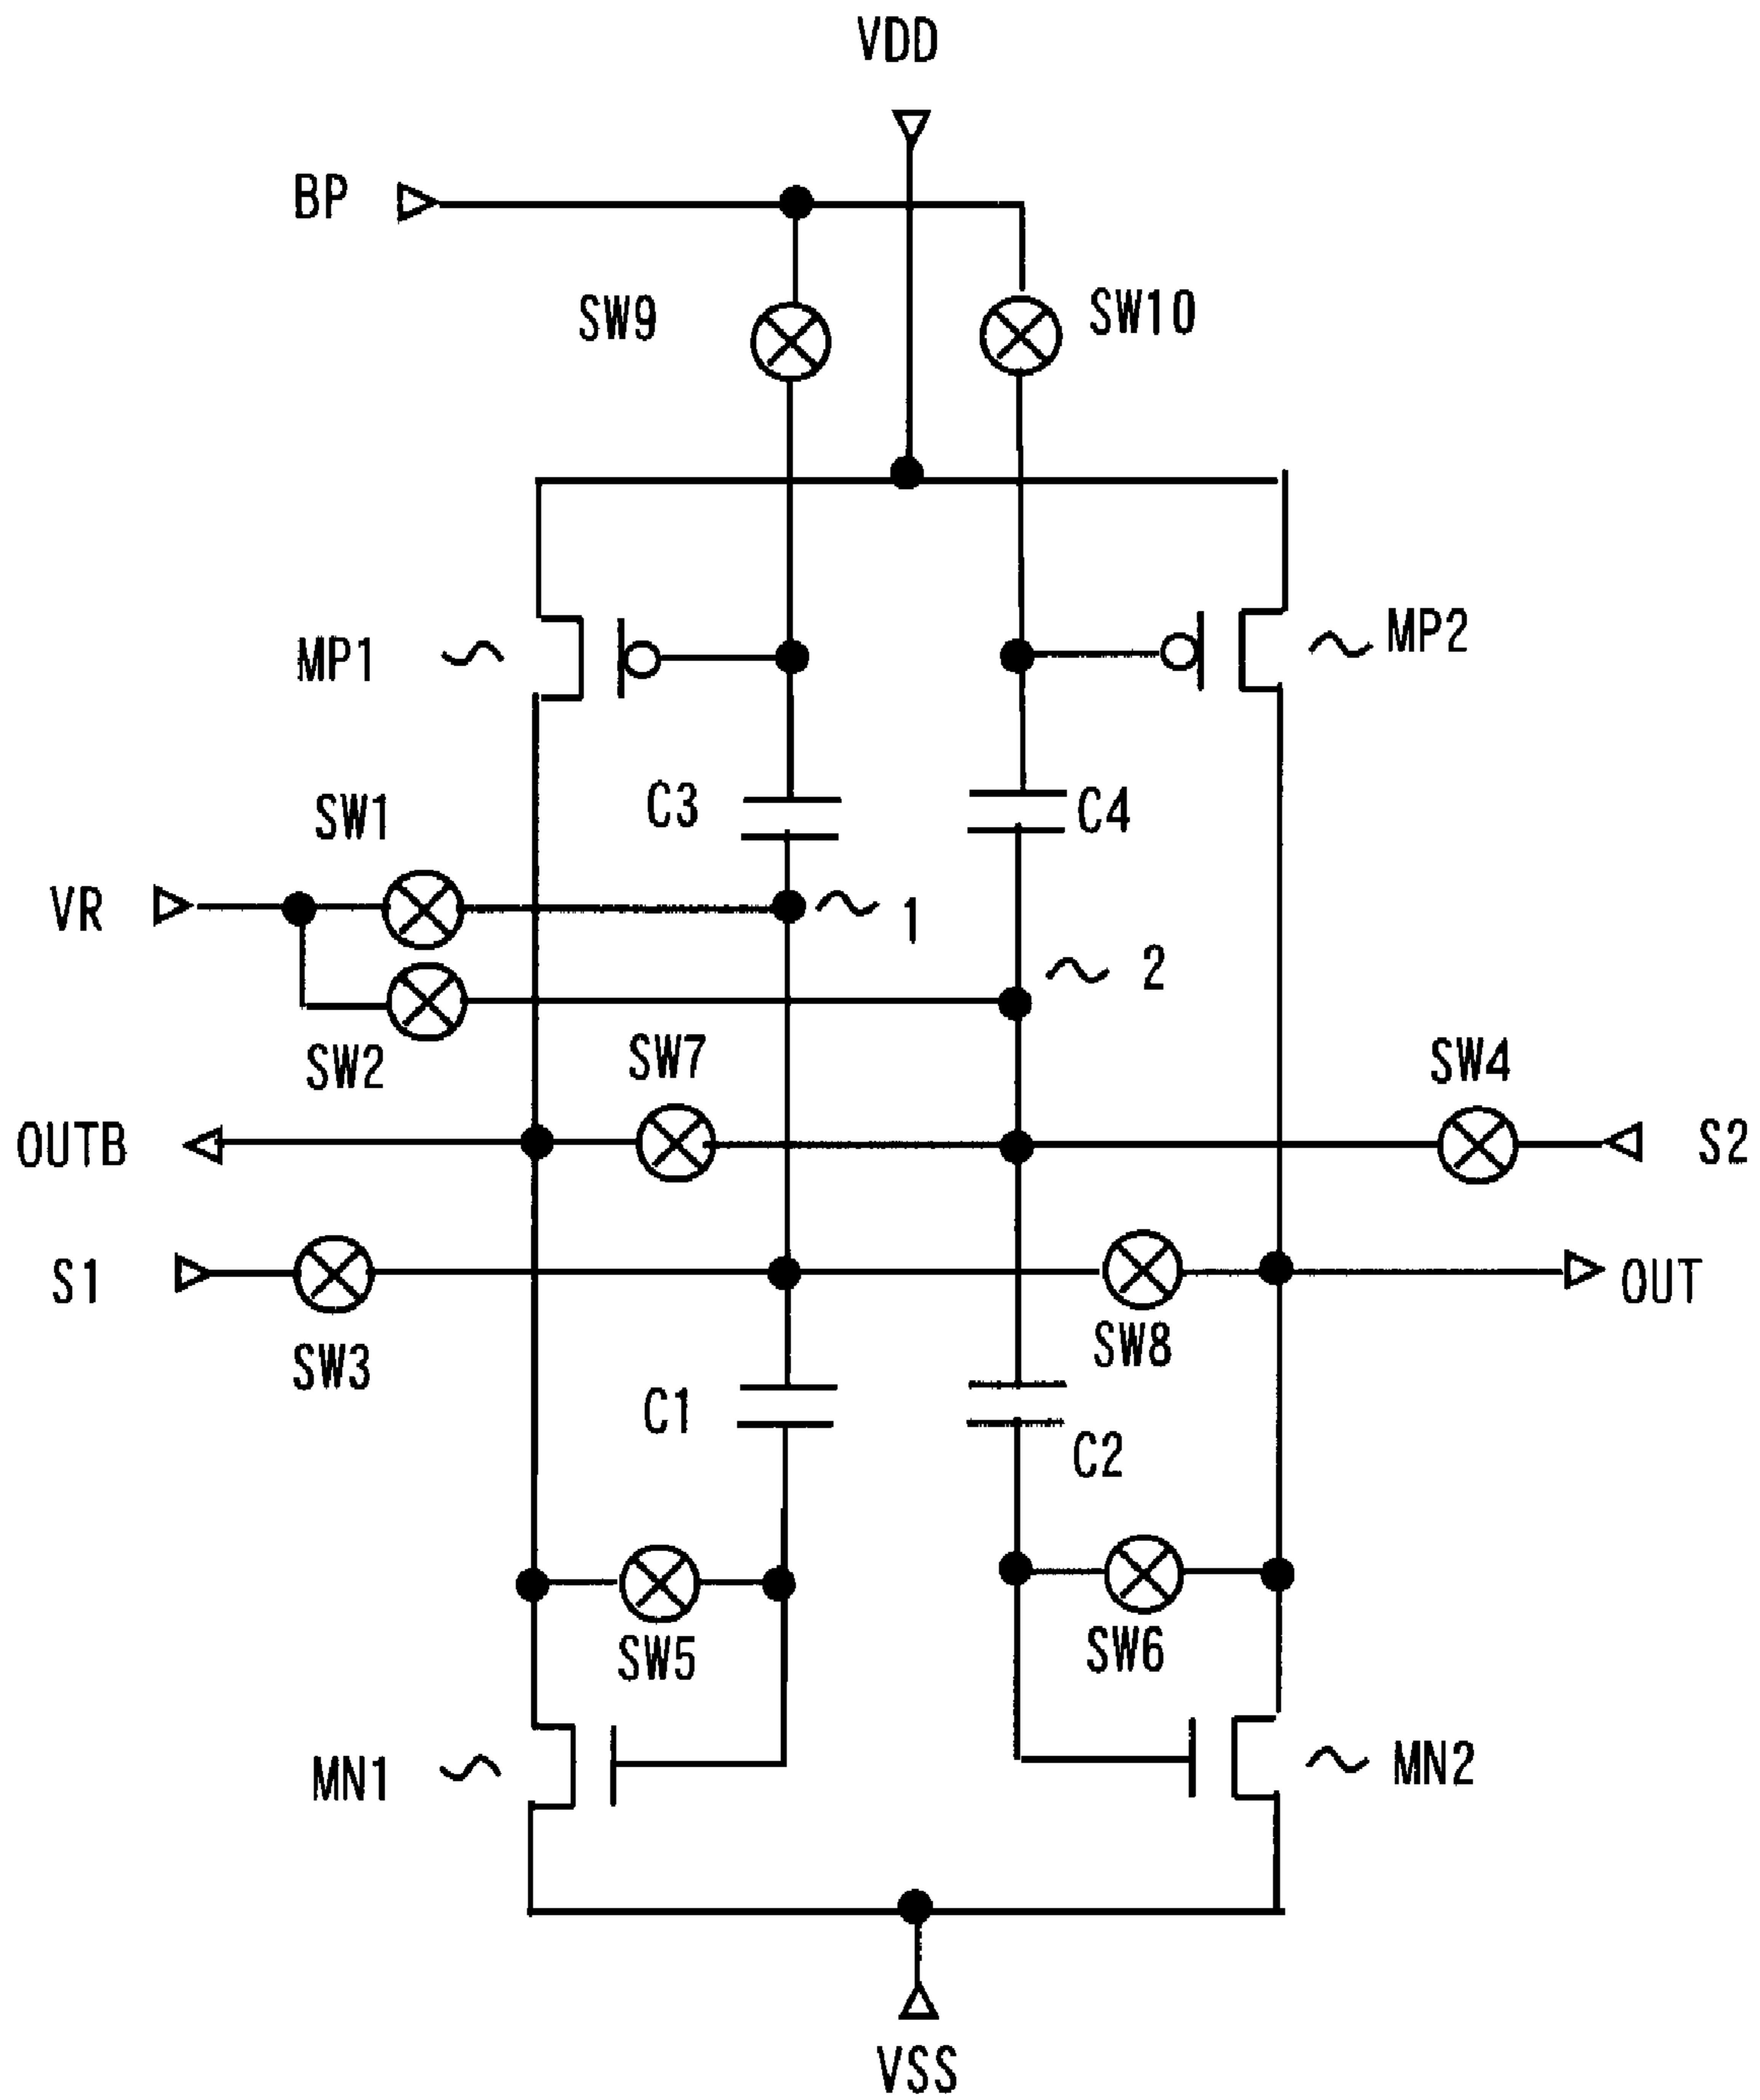 VDD
BP
SW9
SW10
MP1
MP2
SW1
C3
C4
VR
1
2
SW2
SW7
SW4
OUTB
S2
S1
OUT
SW3
SW8
C1
C2
SW5
SW6
MN1
MN2
VSS